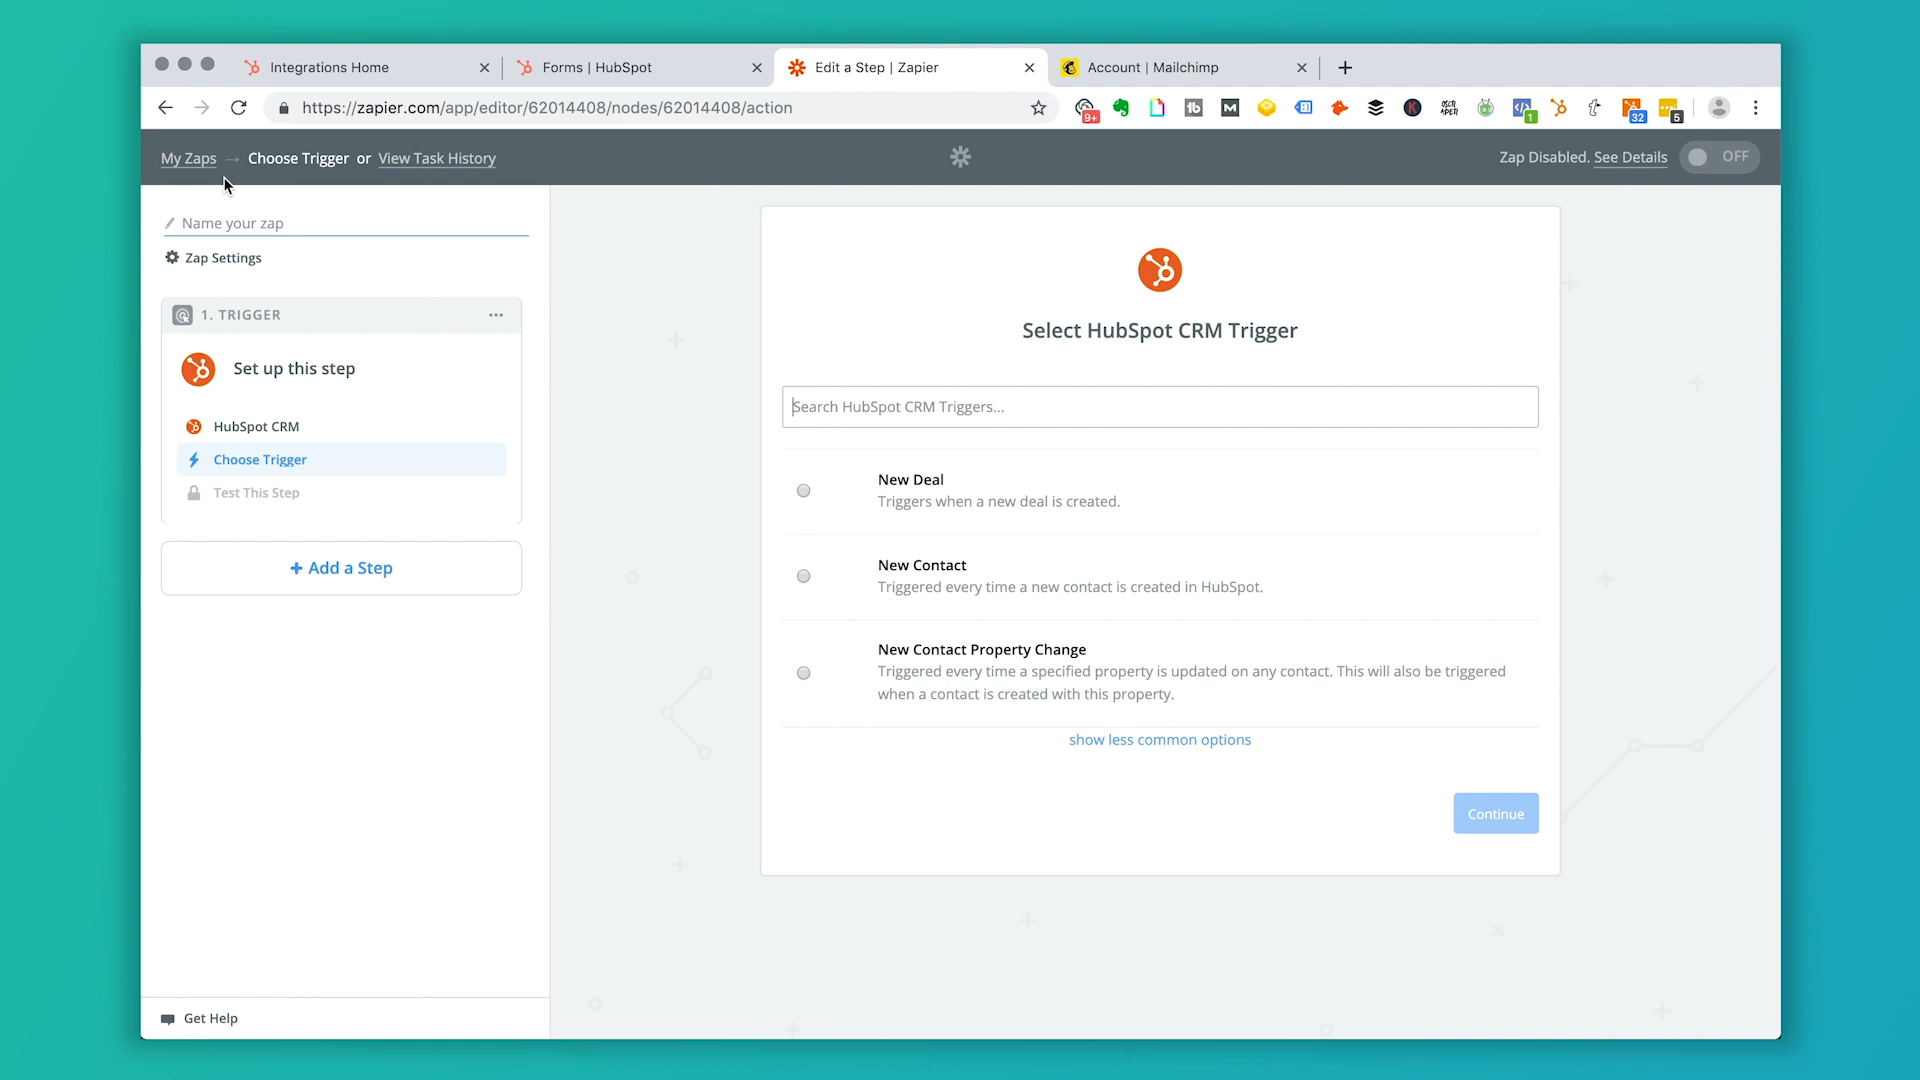 Integrations Home
Forms | HubSpot
Edit a Step | Zapier
Account | Mailchimp
https://zapier.com/app/editor/62014408/nodes/62014408/action
9+
1
32
5
My Zaps → Choose Trigger or View Task History
Zap Disabled. See Details
OFF
Name your zap
Zap Settings
1. TRIGGER
Set up this step
HubSpot CRM
Choose Trigger
Test This Step
+ Add a Step
Get Help
Select HubSpot CRM Trigger
Search HubSpot CRM Triggers...
New Deal
Triggers when a new deal is created.
New Contact
Triggered every time a new contact is created in HubSpot.
New Contact Property Change
Triggered every time a specified property is updated on any contact. This will also be triggered
when a contact is created with this property.
show less common options
Continue